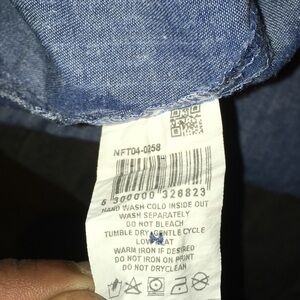 NFT04-0258
6 300000 326823
HAND WASH COLD INSIDE OUT
WASH SEPARATELY
DO NOT BLEACH
TUMBLE DRY GENTLE CYCLE
LOW HEAT
WARM IRON IF DESIRED
DO NOT IRON ON PRINT
DO NOT DRYCLEAN